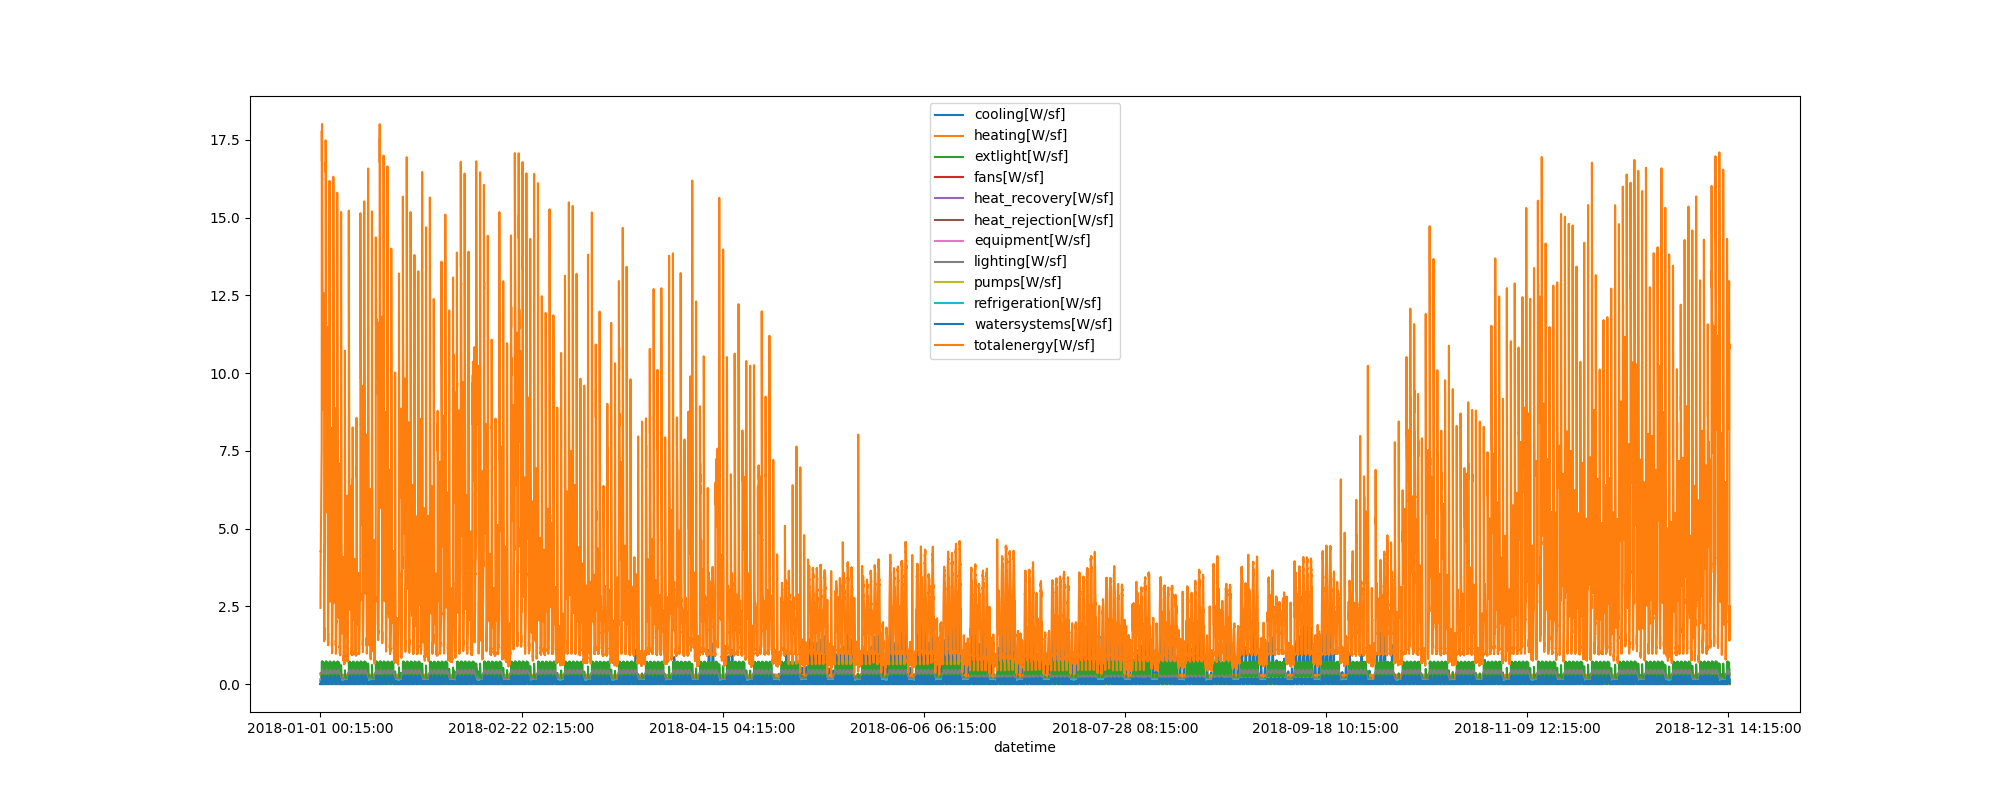 cooling[W/sf]
heating[W/sf]
extlight[W/sf]
fans[W/sf]
heat_recovery[W/sf]
heat_rejection[W/sf]
equipment[W/sf]
lighting[W/sf]
pumps[W/sf]
refrigeration[W/sf]
watersystems[W/sf]
totalenergy[W/sf]
17.5
15.0
12.5
10.0
7.5
5.0
2.5
0.0
2018-01-01 00:15:00 2018-02-22 02:15:00 2018-04-15 04:15:00 2018-06-06 06:15:00 2018-07-28 08:15:00 2018-09-18 10:15:00 2018-11-09 12:15:00 2018-12-31 14:15:00
datetime